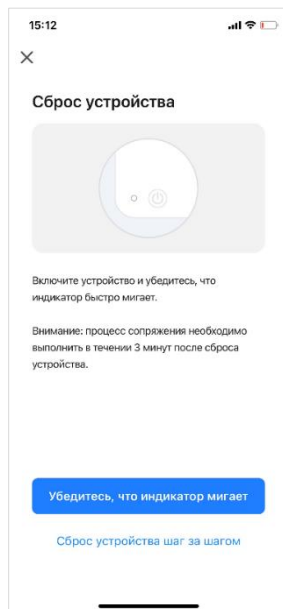 15:12
Сброс устройства
Включите устройство и убедитесь, что
индикатор быстро мигает.
Внимание: процесс сопряжения необходимо
выполнить в течении 3 минут после сброса
устройства.
Убедитесь, что индикатор мигает
Сброс устройства шаг за шагом